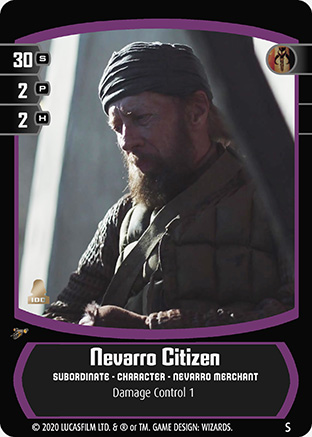 30 S
2 P
2 H
IDC
Nevarro Citizen
SUBORDINATE - CHARACTER - NEVARRO MERCHANT
Damage Control 1
© 2020 LUCASFILM LTD. & ® or TM. GAME DESIGN: WIZARDS.
S